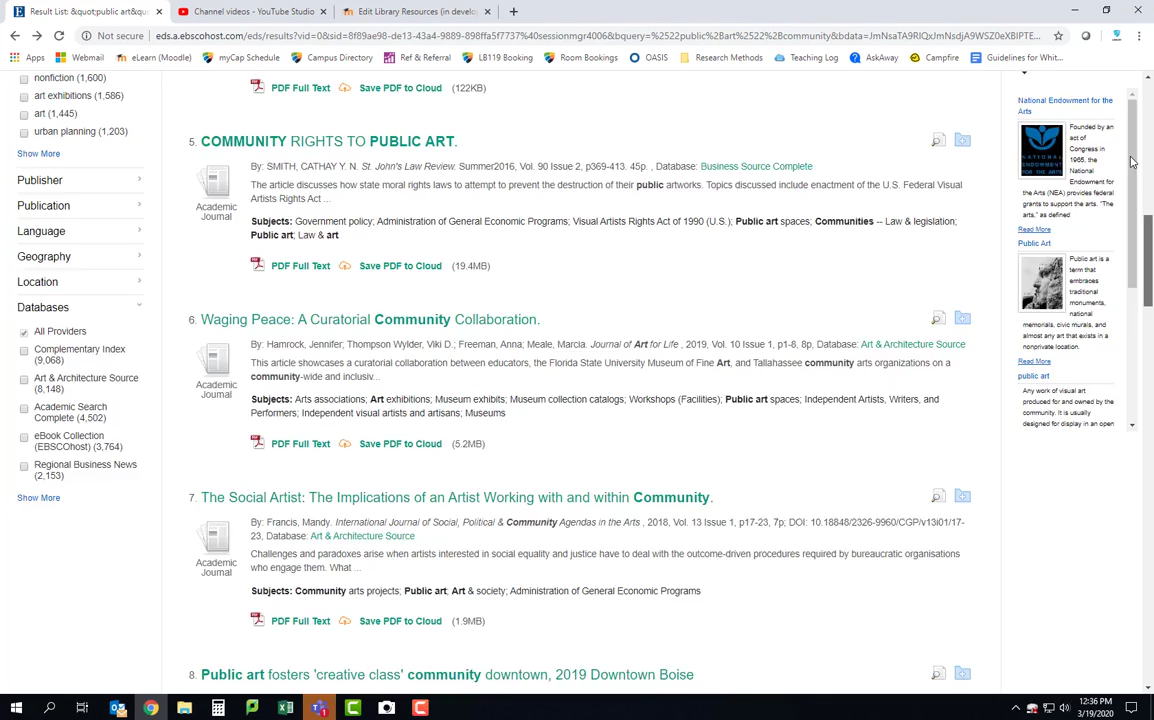 Result List: &quotpublic art&qu
Channel videos - YouTube Studio
Edit Library Resources (in develo
Not secure
eds.a.ebscohost.com/eds/results?vid=0&sid=8f89ae98-de13-43a4-9889-898ffa5f7737%40sessionmgr4006&bquery=%2522public%2Bart%2522%2Bcommunity&bdata=JmNsaTA9RlQxJmNsdjA9WSZ0eXBlPTE...
Apps
Webmail
eLearn (Moodle)
myCap Schedule
Campus Directory
Ref & Referral
LB119 Booking
Room Bookings
OASIS
Research Methods
Teaching Log
AskAway
Campfire
Guidelines for Whit...
nonfiction (1,600)
art exhibitions (1,586)
art (1,445)
urban planning (1,203)
Show More
Publisher
Publication
Language
Geography
Location
Databases
All Providers
Complementary Index
(9,068)
Art & Architecture Source
(8,148)
Academic Search
Complete (4,502)
eBook Collection
(EBSCOhost) (3,764)
Regional Business News
(2,153)
Show More
PDF Full Text Save PDF to Cloud (122KB)
5. COMMUNITY RIGHTS TO PUBLIC ART.
Academic
Journal
By: SMITH, CATHAY Y. N. St. John's Law Review. Summer2016, Vol. 90 Issue 2, p369-413. 45p. , Database: Business Source Complete
The article discusses how state moral rights laws to attempt to prevent the destruction of their public artworks. Topics discussed include enactment of the U.S. Federal Visual
Artists Rights Act ...
Subjects: Government policy; Administration of General Economic Programs; Visual Artists Rights Act of 1990 (U.S.); Public art spaces; Communities -- Law & legislation;
Public art; Law & art
PDF Full Text Save PDF to Cloud (19.4MB)
6. Waging Peace: A Curatorial Community Collaboration.
Academic
Journal
By: Hamrock, Jennifer; Thompson Wylder, Viki D.; Freeman, Anna; Meale, Marcia. Journal of Art for Life , 2019, Vol. 10 Issue 1, p1-8, 8p, Database: Art & Architecture Source
This article showcases a curatorial collaboration between educators, the Florida State University Museum of Fine Art, and Tallahassee community arts organizations on a
community-wide and inclusiv...
Subjects: Arts associations; Art exhibitions; Museum exhibits; Museum collection catalogs; Workshops (Facilities); Public art spaces; Independent Artists, Writers, and
Performers; Independent visual artists and artisans; Museums
PDF Full Text Save PDF to Cloud (5.2MB)
7. The Social Artist: The Implications of an Artist Working with and within Community.
Academic
Journal
By: Francis, Mandy. International Journal of Social, Political & Community Agendas in the Arts , 2018, Vol. 13 Issue 1, p17-23, 7p; DOI: 10.18848/2326-9960/CGP/v13i01/17-
23, Database: Art & Architecture Source
Challenges and paradoxes arise when artists interested in social equality and justice have to deal with the outcome-driven procedures required by bureaucratic organisations
who engage them. What ...
Subjects: Community arts projects; Public art; Art & society; Administration of General Economic Programs
PDF Full Text Save PDF to Cloud (1.9MB)
8. Public art fosters 'creative class' community downtown, 2019 Downtown Boise
National Endowment for the
Arts
NATIONAL
ENDOWMENT
FOR THE ARTS
Founded by an
act of
Congress in
1965, the
National
Endowment for
the Arts (NEA) provides federal
grants to support the arts. "The
arts," as defined
Read More
Public Art
Public art is a
term that
embraces
traditional
monuments,
national
memorials, civic murals, and
almost any art that exists in a
nonprivate location.
Read More
public art
Any work of visual art
produced for and owned by the
community. It is usually
designed for display in an open
12:36 PM
3/19/2020